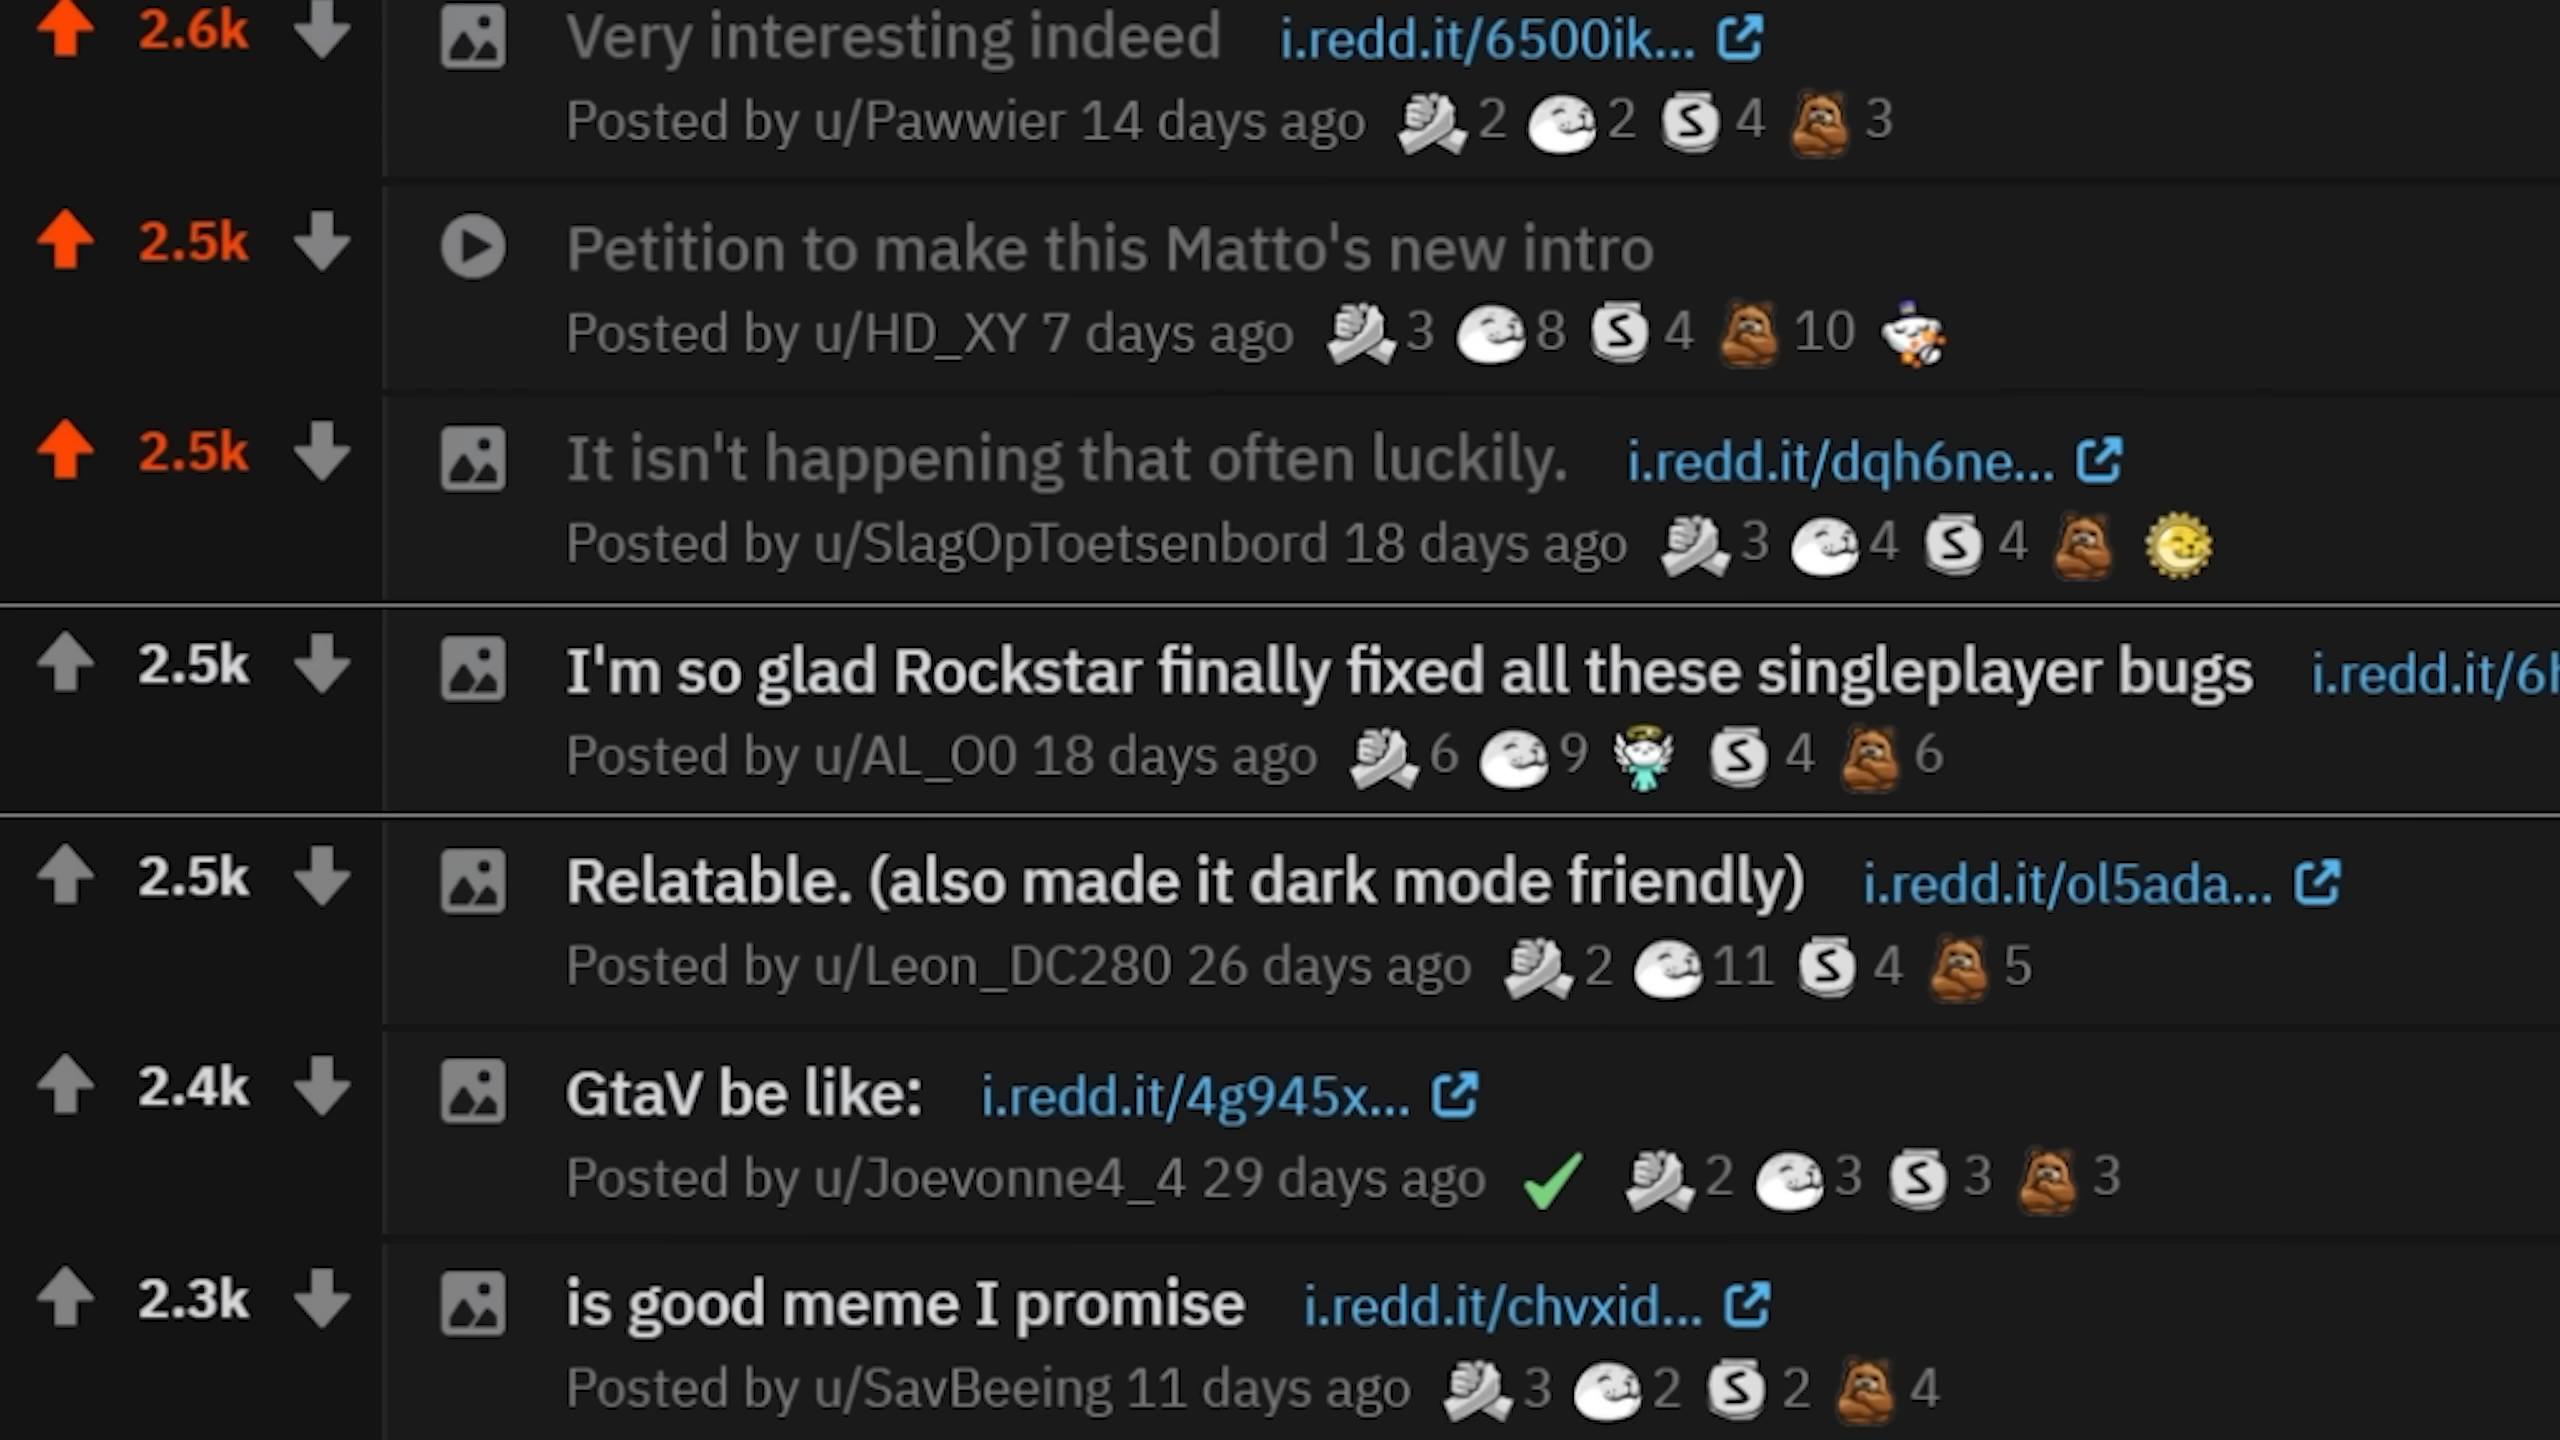 2.6k Very interesting indeed i.redd.it/6500ik...
Posted by u/Pawwier 14 days ago 2 2 S 4 3
2.5k Petition to make this Matto's new intro
Posted by u/HD_XY 7 days ago 3 8 S 4 10
2.5k It isn't happening that often luckily. i.redd.it/dqh6ne...
Posted by u/SlagOpToetsenbord 18 days ago 3 4 S 4
2.5k I'm so glad Rockstar finally fixed all these singleplayer bugs i.redd.it/6h
Posted by u/AL_O0 18 days ago 6 9 S 4 6
2.5k Relatable. (also made it dark mode friendly) i.redd.it/ol5ada...
Posted by u/Leon_DC280 26 days ago 2 11 S 4 5
2.4k GtaV be like: i.redd.it/4g945x...
Posted by u/Joevonne4_4 29 days ago 2 3 S 3 3
2.3k is good meme I promise i.redd.it/chvxid...
Posted by u/SavBeeing 11 days ago 3 2 S 2 4